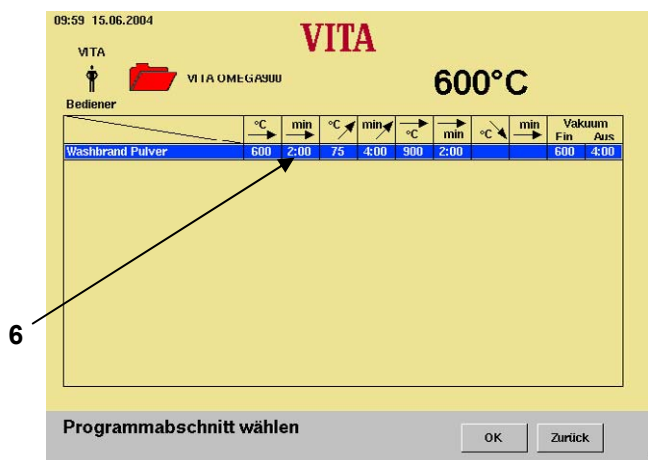 09:59 15.06.2004
VITA
VITA
VITA OMEGA900
600°C
Bediener
°C min °C min °C min °C min Vakuum
Ein Aus
Washbrand Pulver 600 2:00 75 4:00 900 2:00 600 4:00
6
Programmabschnitt wählen
OK Zurück